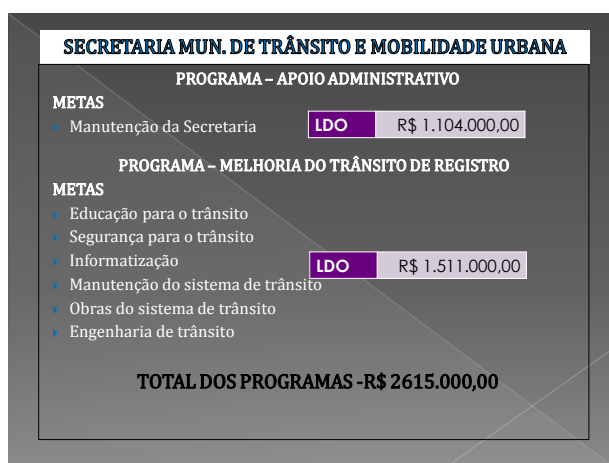 SECRETARIA MUN. DE TRÂNSITO E MOBILIDADE URBANA
PROGRAMA – APOIO ADMINISTRATIVO
METAS
Manutenção da Secretaria
LDO R$ 1.104.000,00
PROGRAMA – MELHORIA DO TRÂNSITO DE REGISTRO
METAS
Educação para o trânsito
Segurança para o trânsito
Informatização
LDO R$ 1.511.000,00
Manutenção do sistema de trânsito
Obras do sistema de trânsito
Engenharia de trânsito
TOTAL DOS PROGRAMAS -R$ 2615.000,00